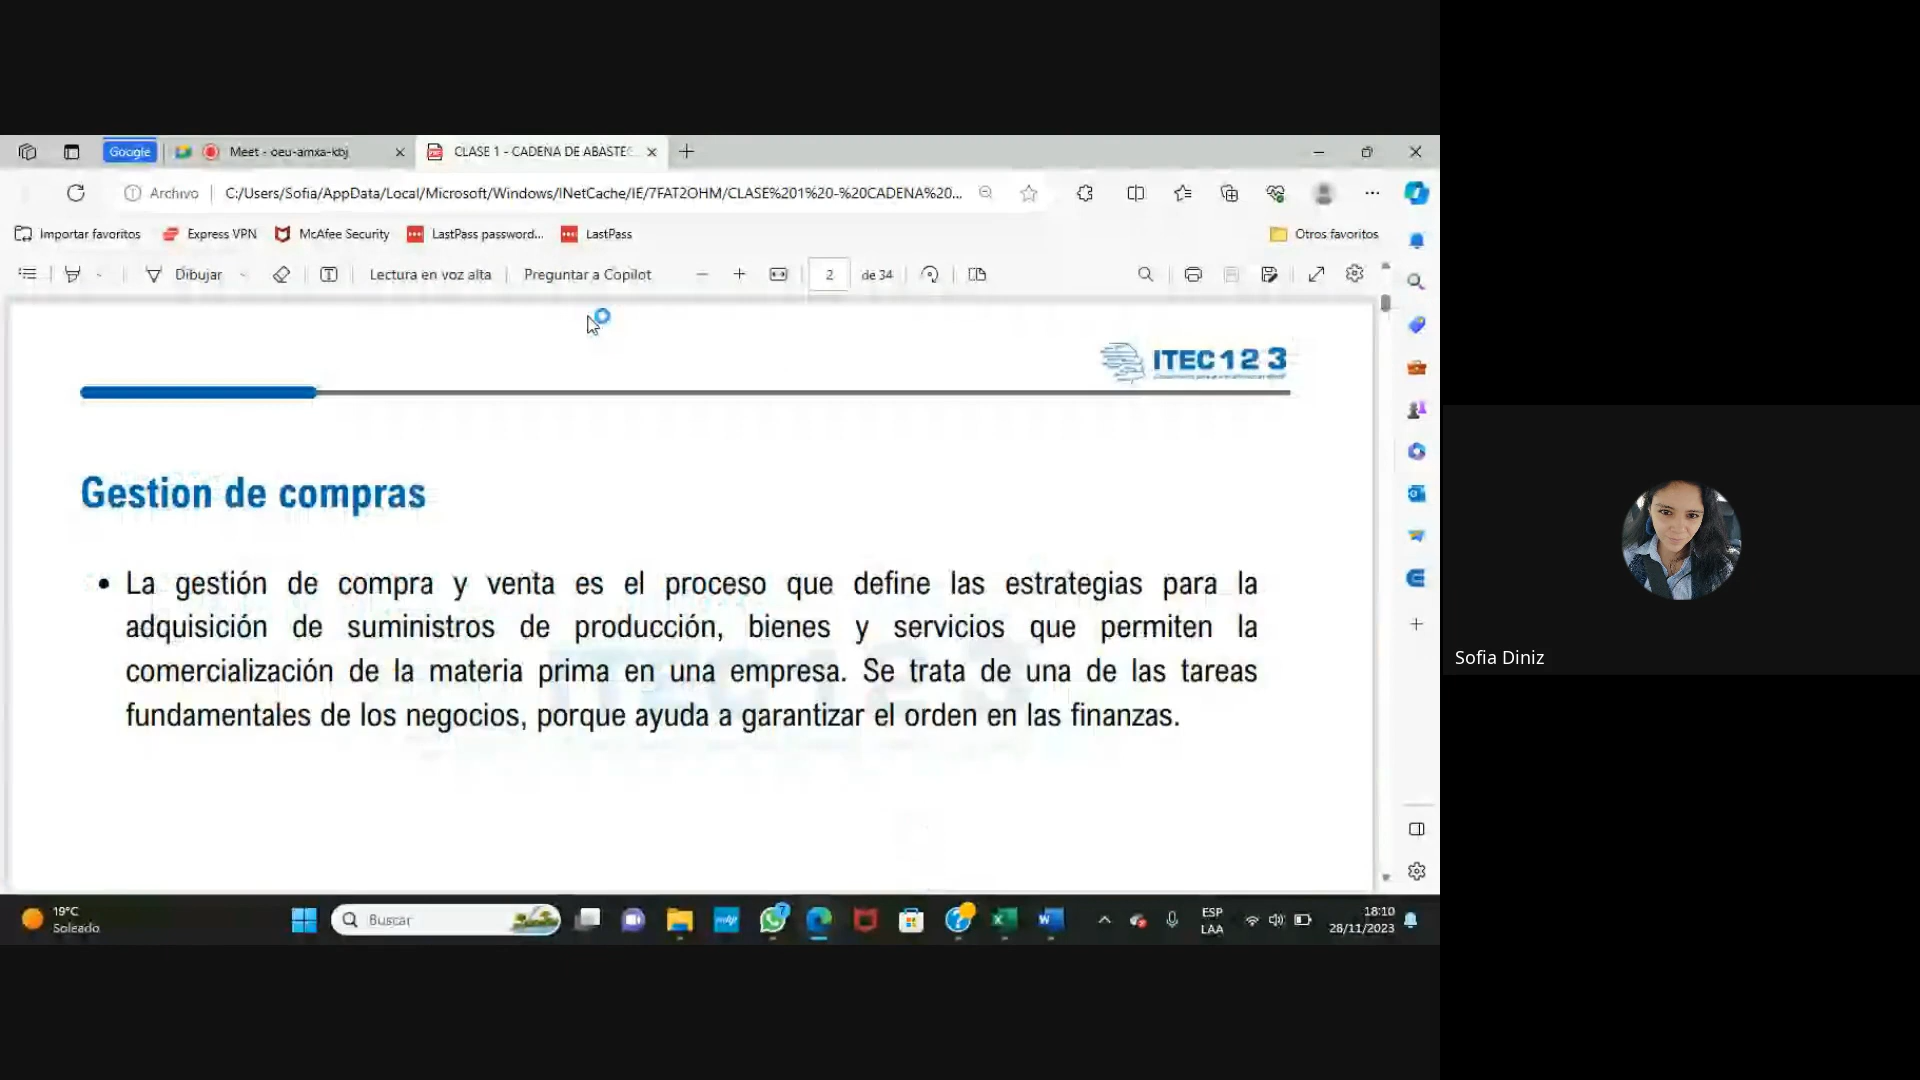 Google
Meet - oeu-amxa-kbj
CLASE 1 - CADENA DE ABASTEC
Archivo
C:/Users/Sofia/AppData/Local/Microsoft/Windows/INetCache/IE/7FAT2OHM/CLASE%201%20-%20CADENA%20...
Importar favoritos
Express VPN
McAfee Security
LastPass password...
LastPass
Otros favoritos
Dibujar
Lectura en voz alta
Preguntar a Copilot
2
de 34
ITEC 1 2 3
Gestion de compras
• La gestión de compra y venta es el proceso que define las estrategias para la
adquisición de suministros de producción, bienes y servicios que permiten la
comercialización de la materia prima en una empresa. Se trata de una de las tareas
fundamentales de los negocios, porque ayuda a garantizar el orden en las finanzas.
Sofia Diniz
19°C
Soleado
Buscar
ESP
LAA
18:10
28/11/2023